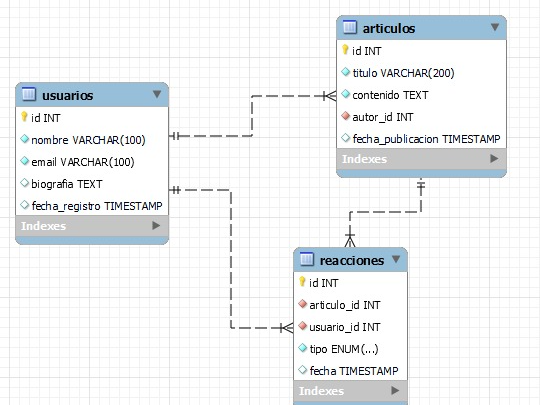 usuarios
id INT
nombre VARCHAR(100)
email VARCHAR(100)
biografia TEXT
fecha_registro TIMESTAMP
Indexes
articulos
id INT
titulo VARCHAR(200)
contenido TEXT
autor_id INT
fecha_publicacion TIMESTAMP
Indexes
reacciones
id INT
articulo_id INT
usuario_id INT
tipo ENUM(...)
fecha TIMESTAMP
Indexes